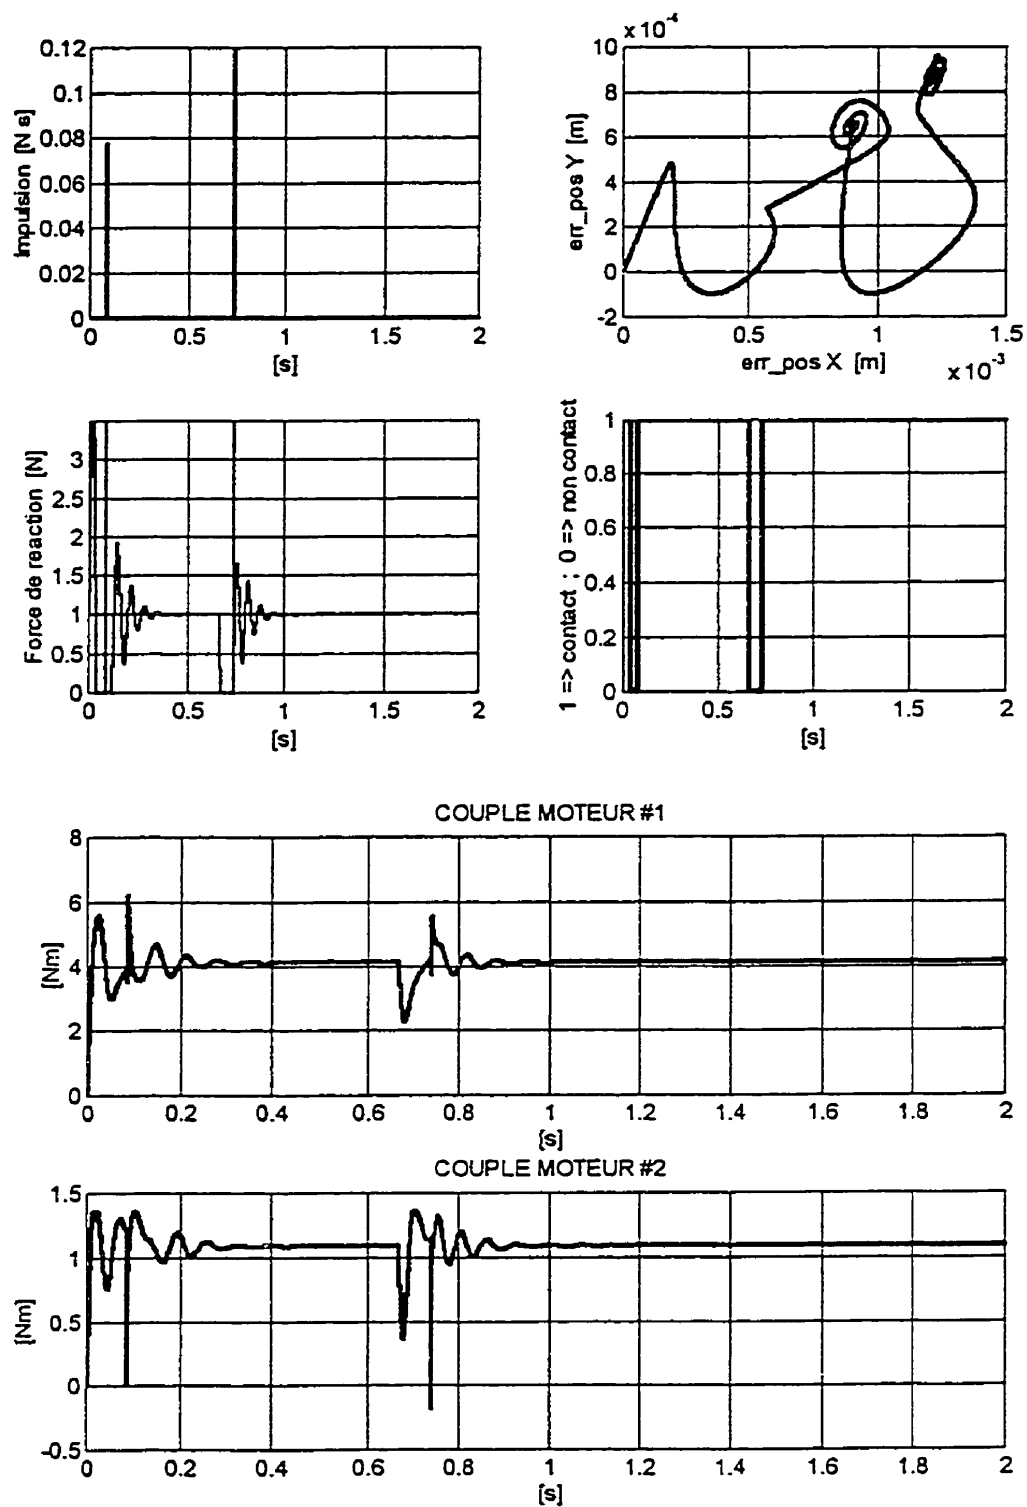 0.12
0.1
0.08
0.06
0.04
0.02
0
Impulsion [N s]
0 0.5 1 1.5 2
[s]
x 10⁻⁴
10
8
6
4
2
0
-2
err_pos Y [m]
0 0.5 1 1.5
err_pos X [m]
x 10⁻³
3
2.5
2
1.5
1
0.5
0
Force de reaction [N]
0 0.5 1 1.5 2
[s]
1
0.8
0.6
0.4
0.2
0
1 => contact ; 0 => non contact
0 0.5 1 1.5 2
[s]
COUPLE MOTEUR #1
8
6
4
2
0
[Nm]
0 0.2 0.4 0.6 0.8 1 1.2 1.4 1.6 1.8 2
[s]
COUPLE MOTEUR #2
1.5
1
0.5
0
-0.5
[Nm]
0 0.2 0.4 0.6 0.8 1 1.2 1.4 1.6 1.8 2
[s]